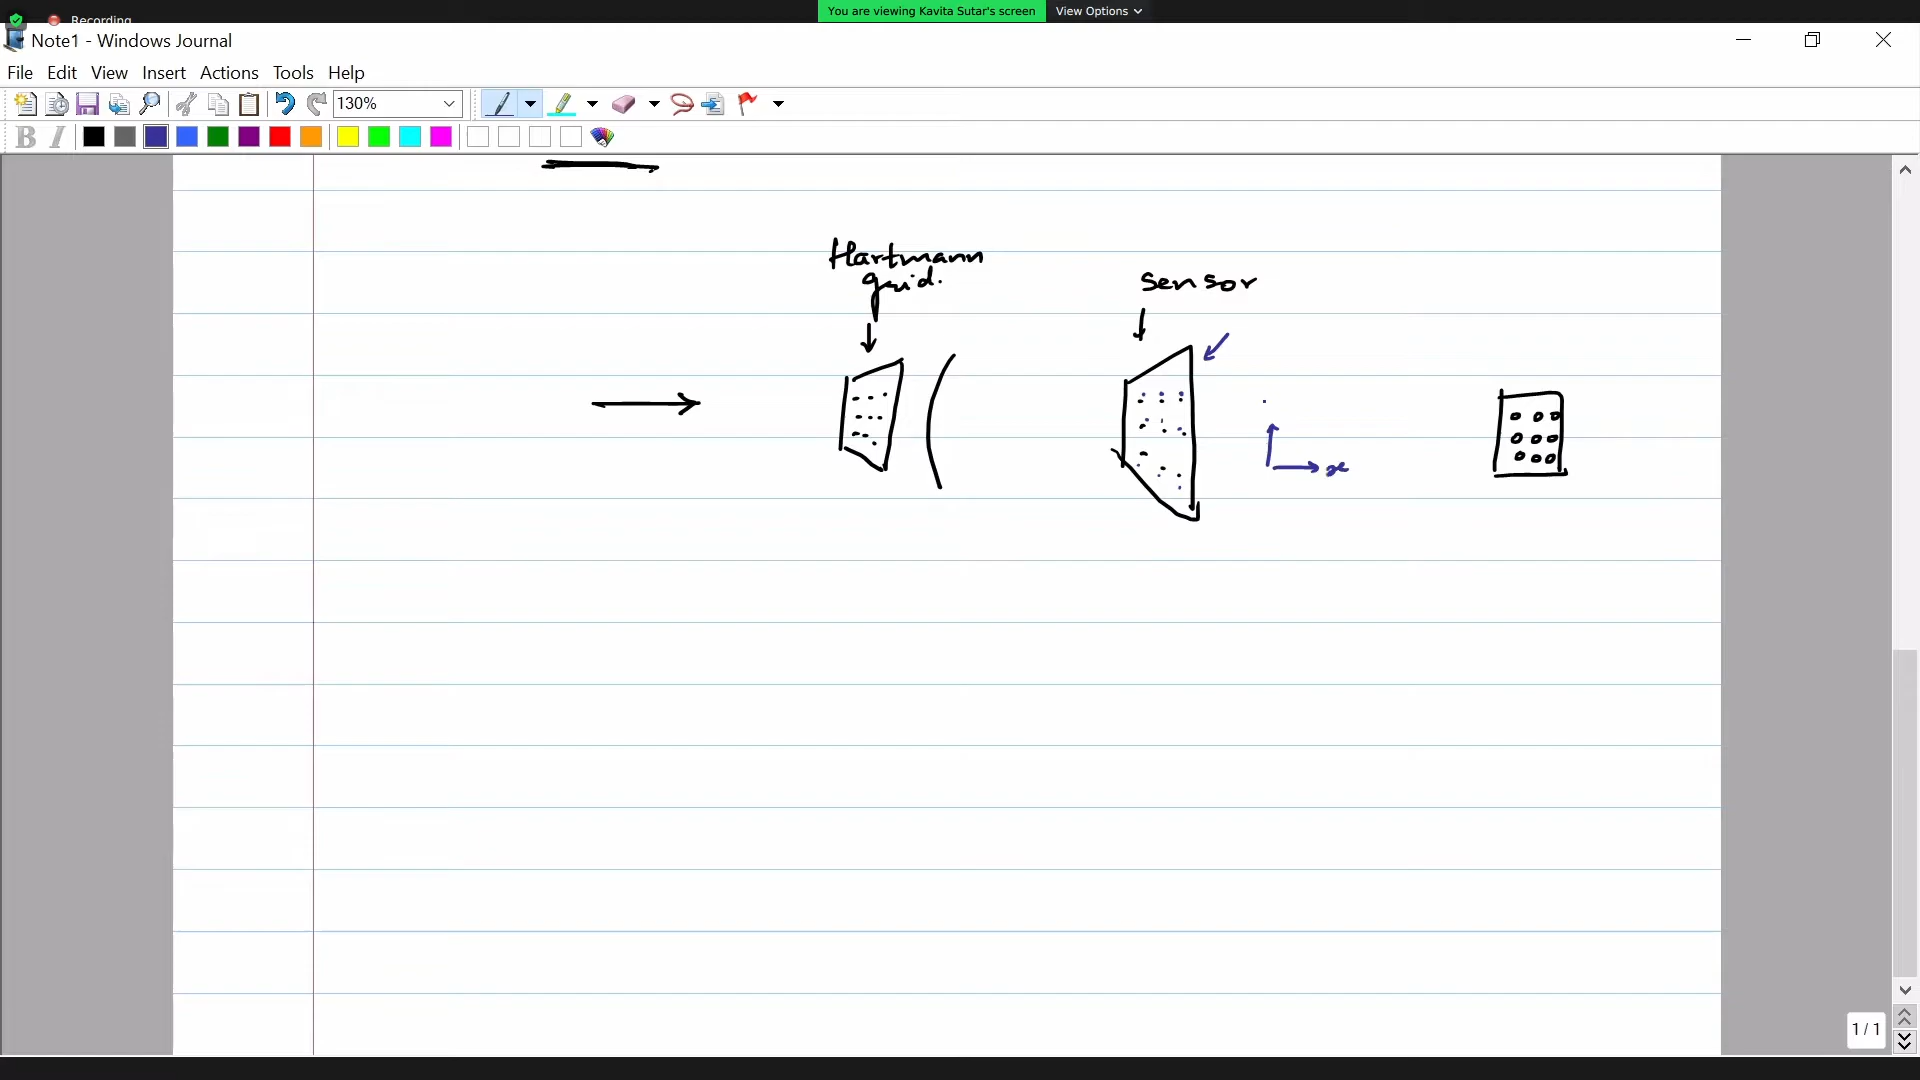 Recording
You are viewing Kavita Sutar's screen View Options
Note1 - Windows Journal
File Edit View Insert Actions Tools Help
130%
B I
Hartmann
grid.
sensor
x
1 / 1